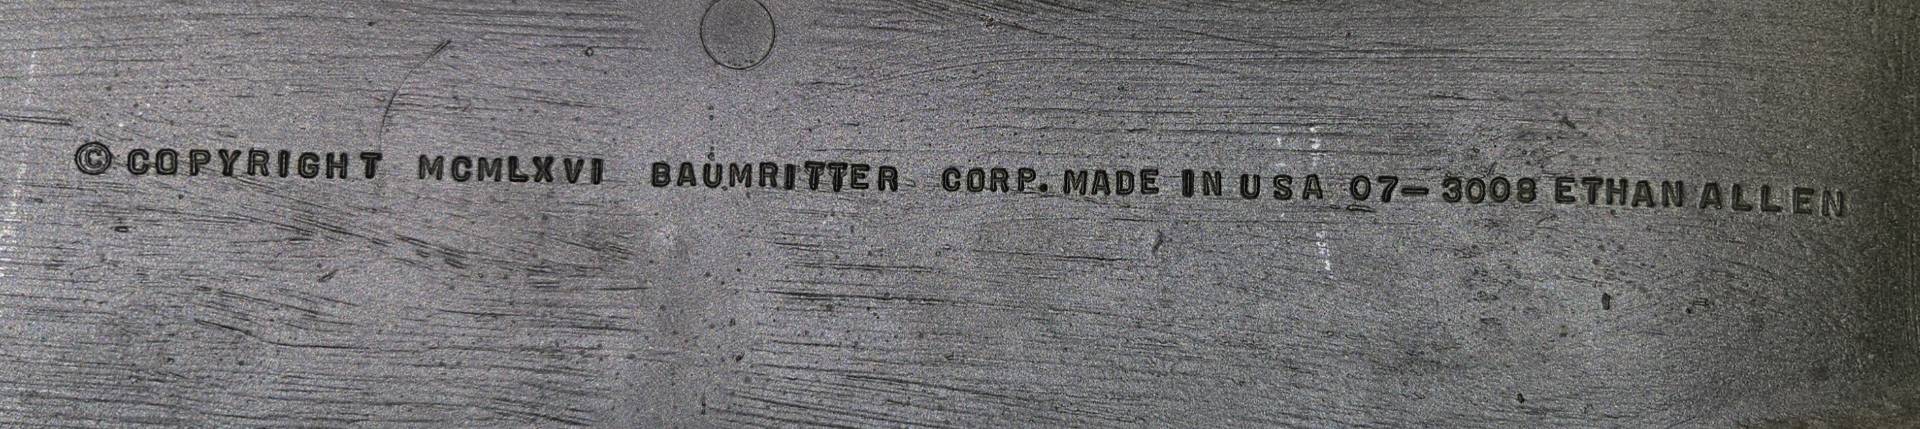 © COPYRIGHT MCMLXVI BAUMRITTER CORP. MADE IN USA 07-3008 ETHAN ALLEN